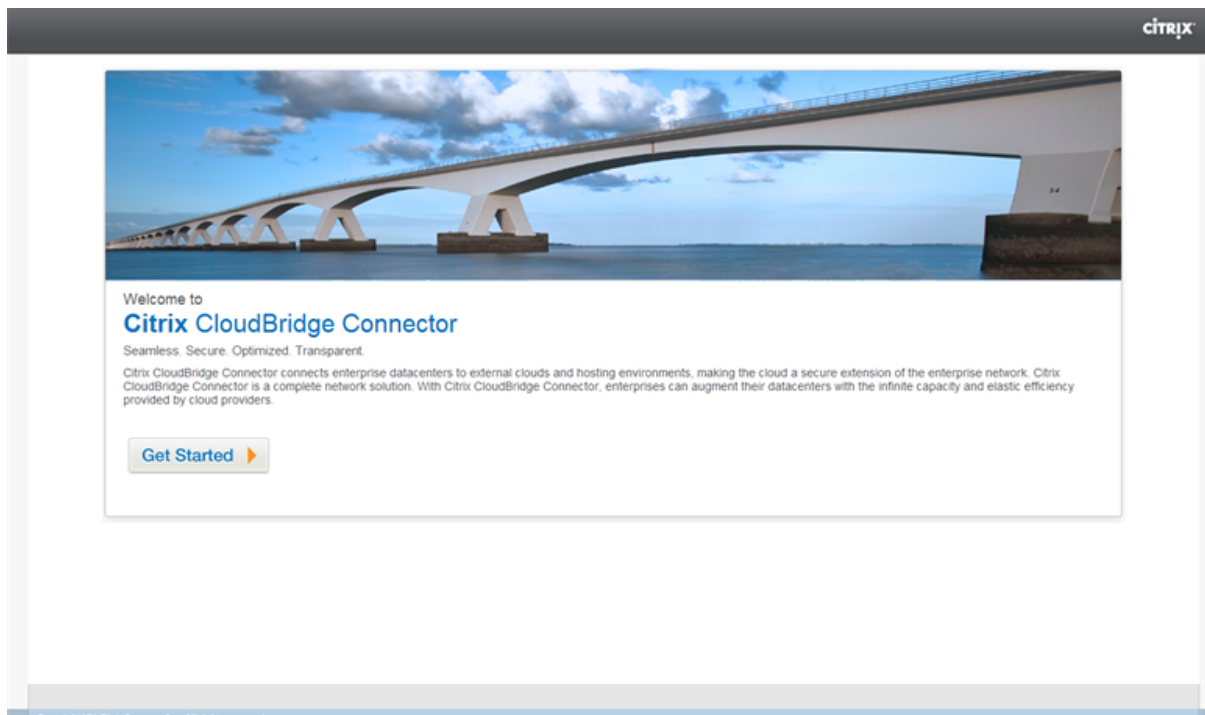 CİTRIX
Welcome to
Citrix CloudBridge Connector
Seamless. Secure. Optimized. Transparent.
Citrix CloudBridge Connector connects enterprise datacenters to external clouds and hosting environments, making the cloud a secure extension of the enterprise network. Citrix
CloudBridge Connector is a complete network solution. With Citrix CloudBridge Connector, enterprises can augment their datacenters with the infinite capacity and elastic efficiency
provided by cloud providers.
Get Started